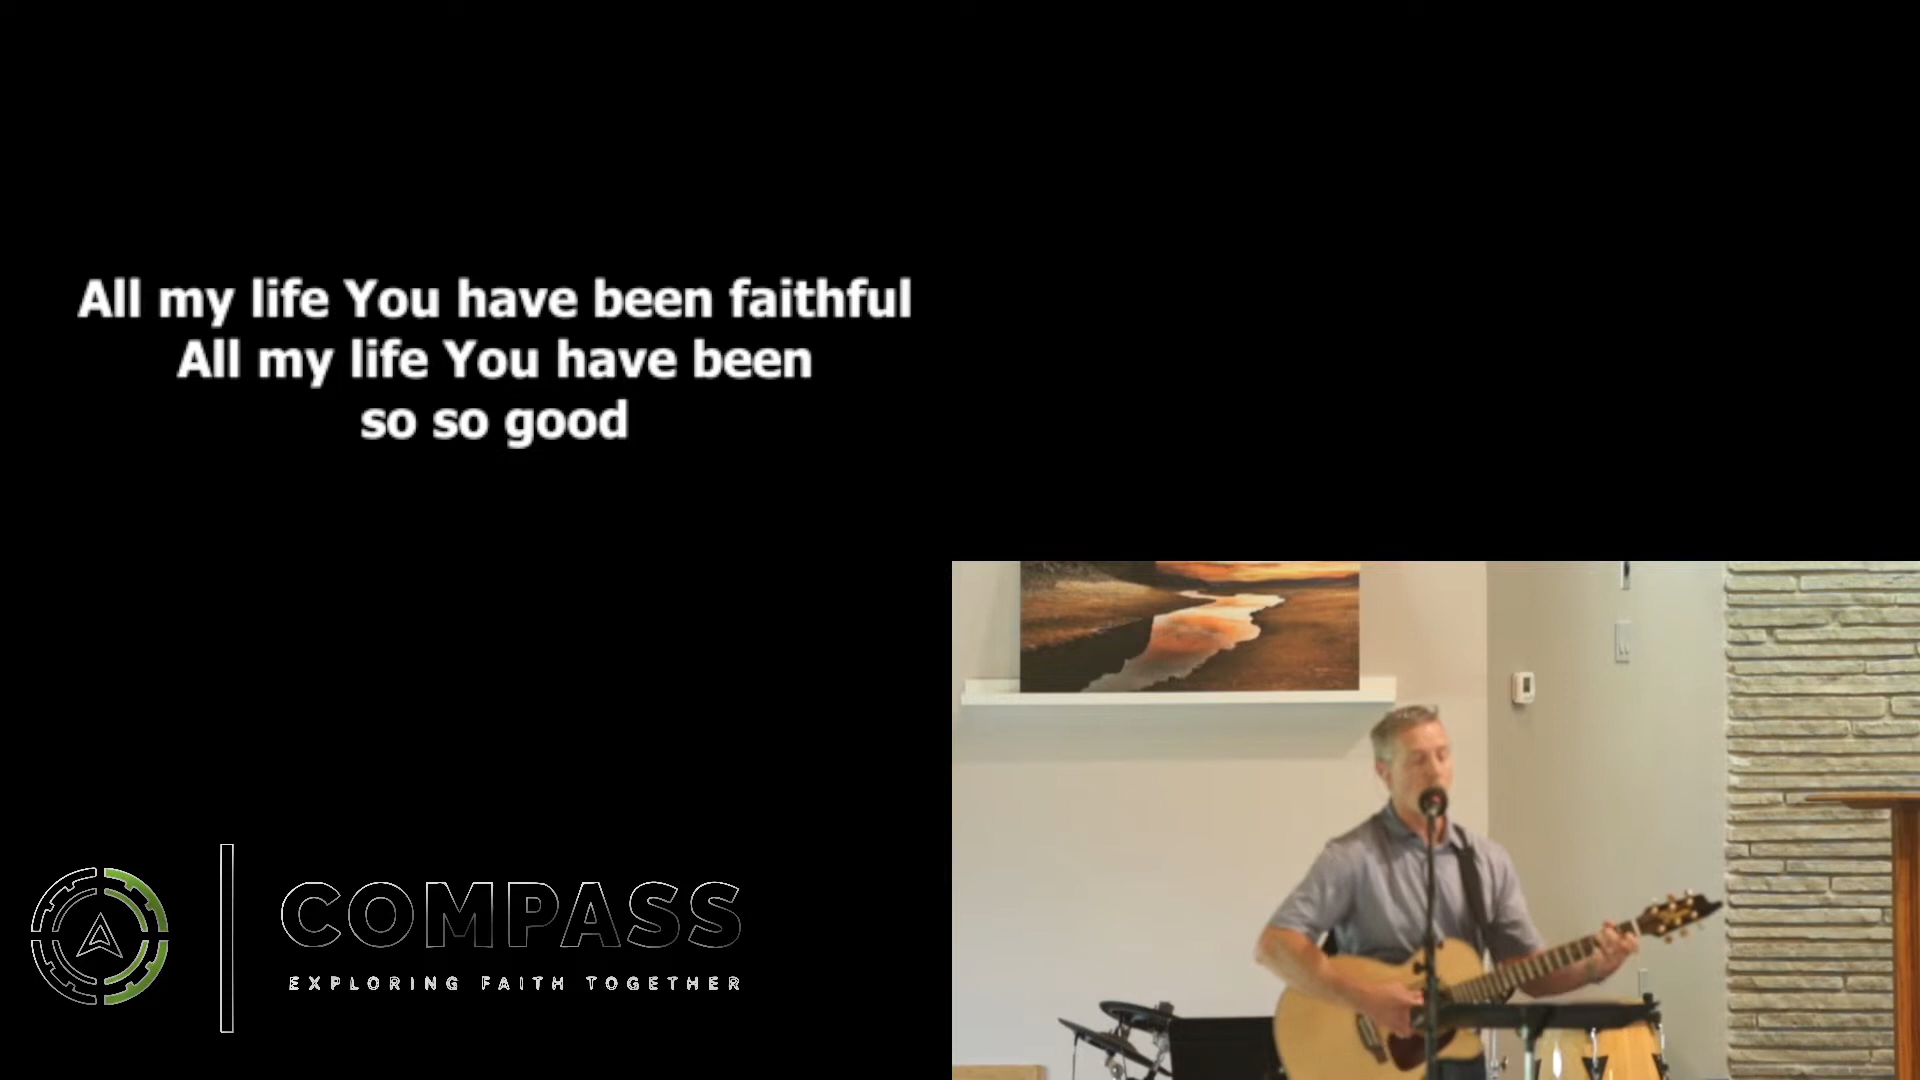 All my life You have been faithful
All my life You have been
so so good
COMPASS
EXPLORING FAITH TOGETHER